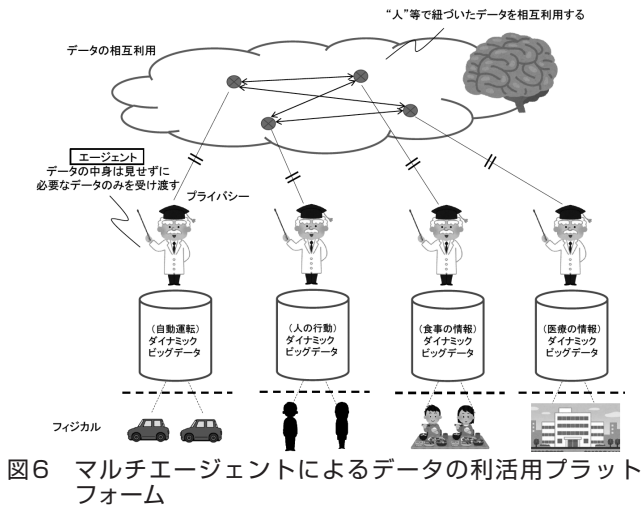 “人”等で紐づいたデータを相互利用する
データの相互利用
エージェント
データの中身は見せずに
必要なデータのみを受け渡す
プライバシー
（自動運転）
ダイナミック
ビッグデータ
（人の行動）
ダイナミック
ビッグデータ
（食事の情報）
ダイナミック
ビッグデータ
（医療の情報）
ダイナミック
ビッグデータ
フィジカル
図6　マルチエージェントによるデータの利活用プラット
フォーム